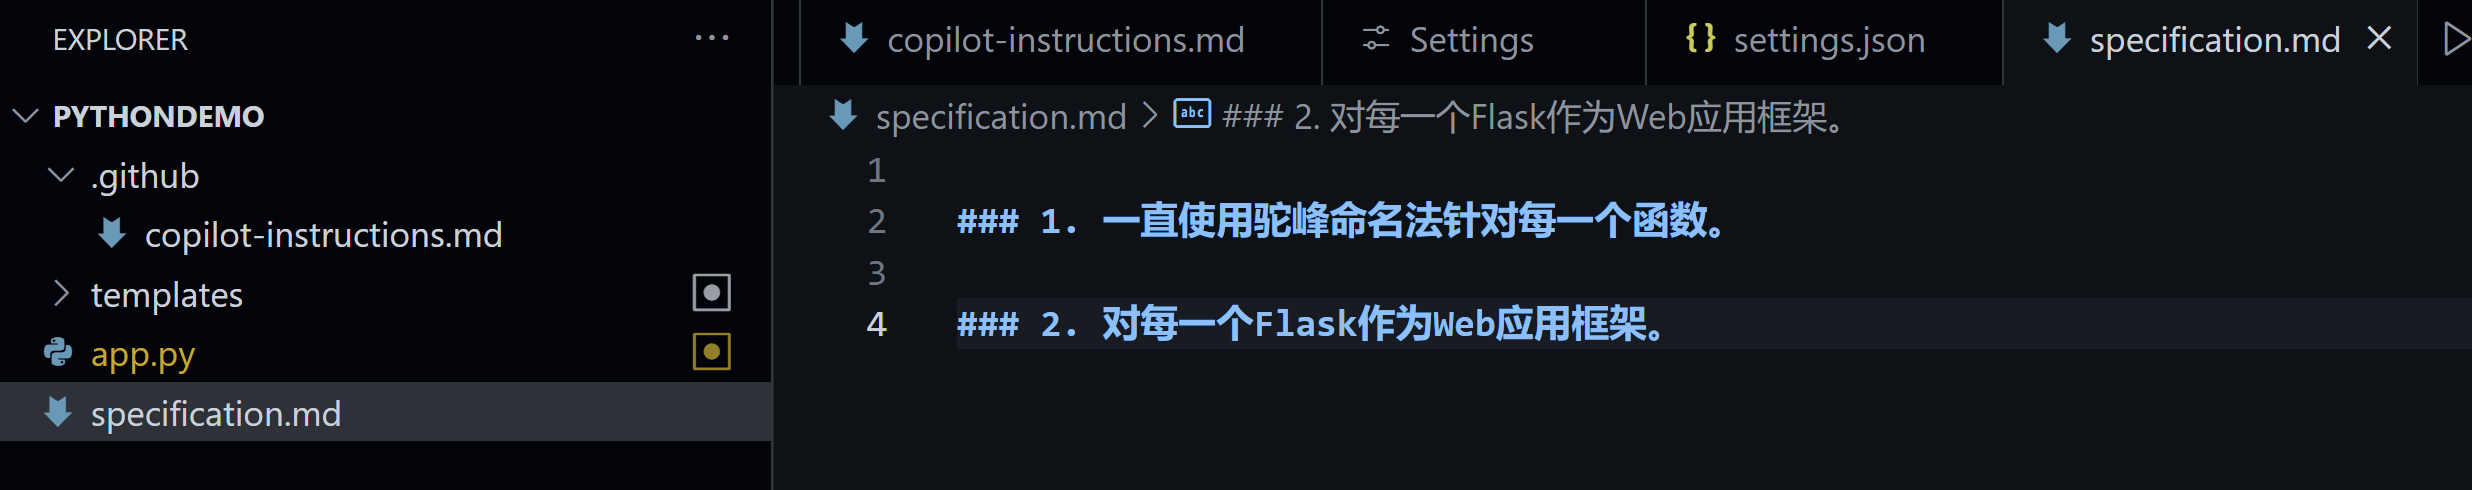 EXPLORER
···
PYTHONDEMO
.github
copilot-instructions.md
templates
app.py
specification.md
copilot-instructions.md
Settings
{} settings.json
specification.md
specification.md > abc ### 2. 对每一个Flask作为Web应用框架。
1
2 ### 1. 一直使用驼峰命名法针对每一个函数。
3
4 ### 2. 对每一个Flask作为Web应用框架。